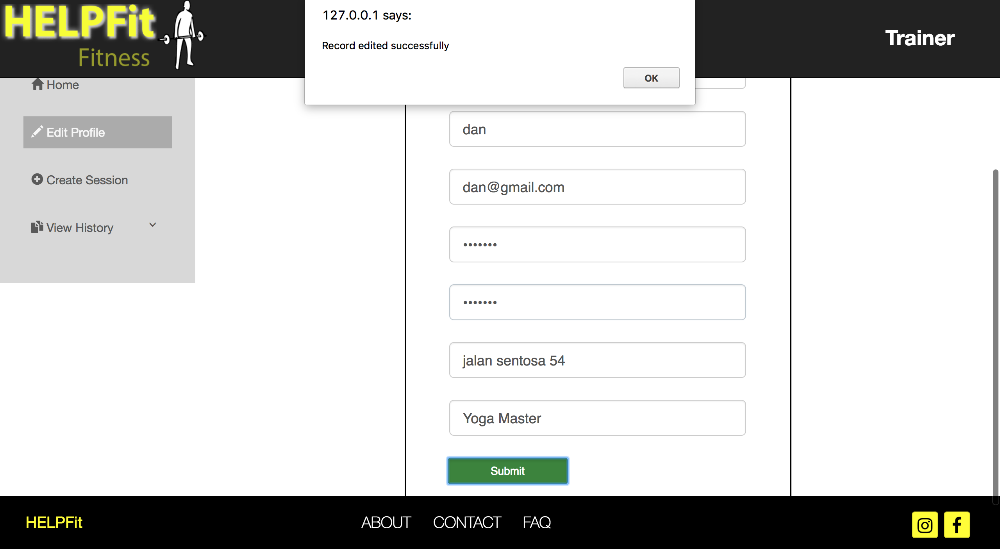 HELPFit
Fitness
127.0.0.1 says:
Record edited successfully
OK
Trainer
Home
Edit Profile
Create Session
View History
dan
dan@gmail.com
•••••••
•••••••
jalan sentosa 54
Yoga Master
Submit
HELPFit
ABOUT CONTACT FAQ